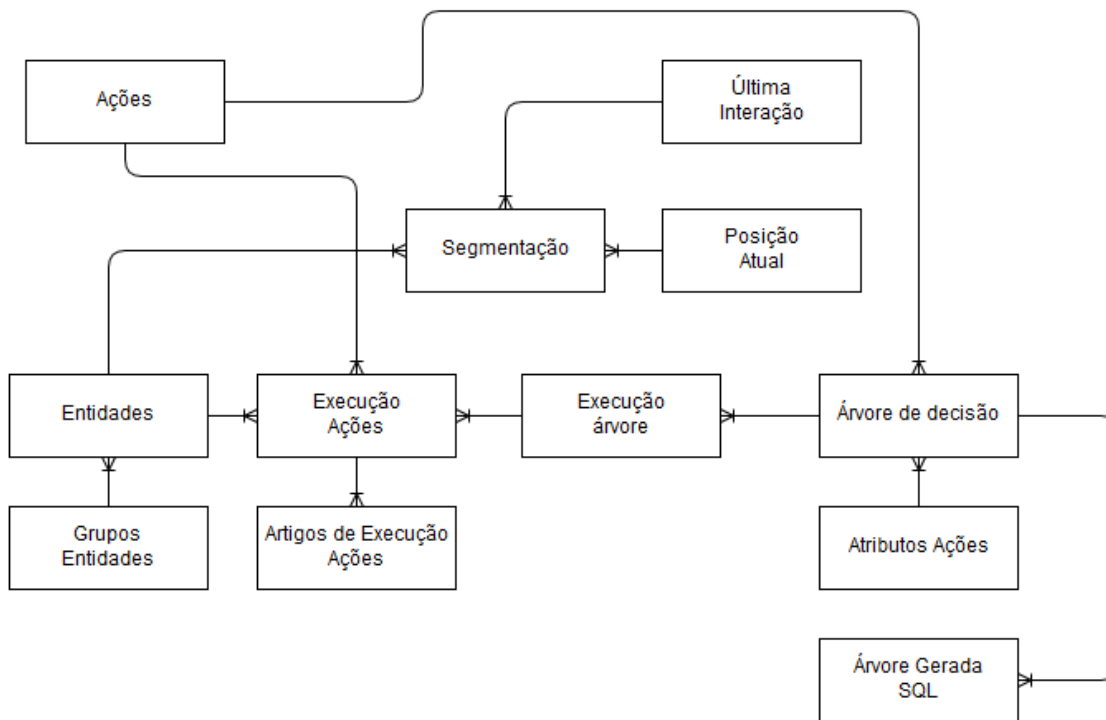 Ações
Última
Interação
Segmentação
Posição
Atual
Entidades
Execução
Ações
Execução
árvore
Árvore de decisão
Grupos
Entidades
Artigos de Execução
Ações
Atributos Ações
Árvore Gerada
SQL